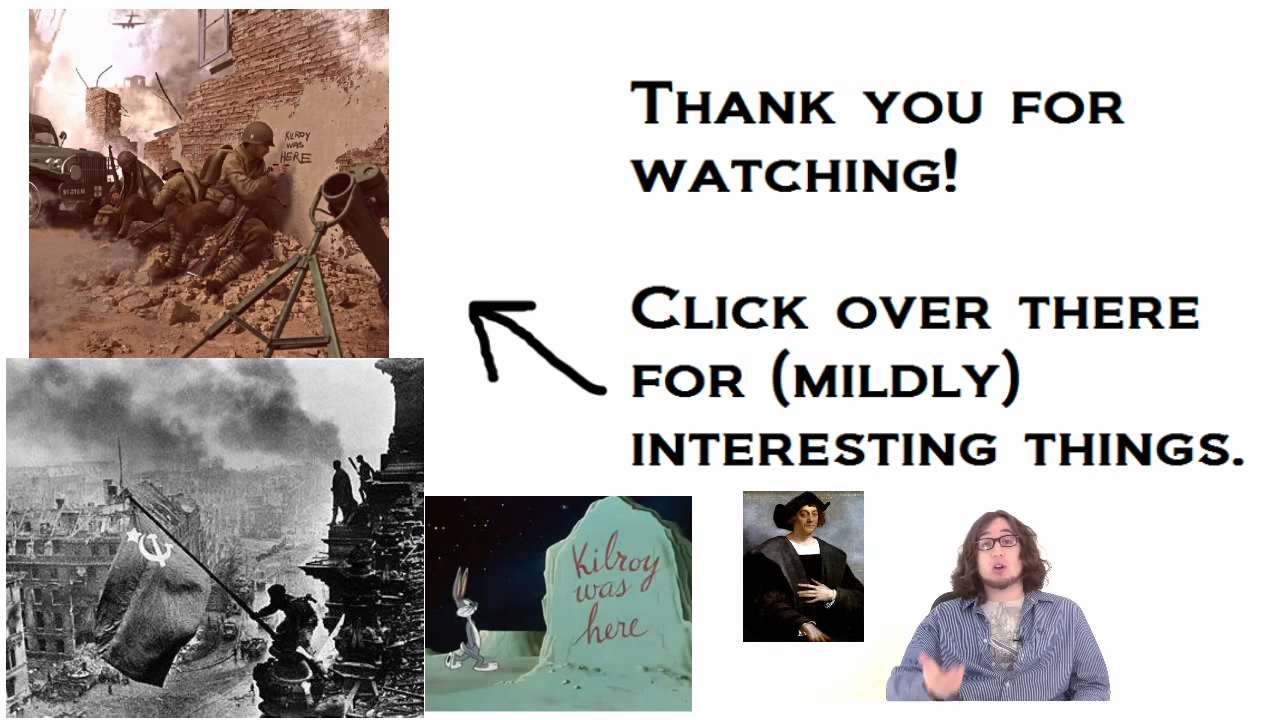 KILROY
WAS
HERE
THANK YOU FOR
WATCHING!
CLICK OVER THERE
FOR (MILDLY)
INTERESTING THINGS.
Kilroy
was
here